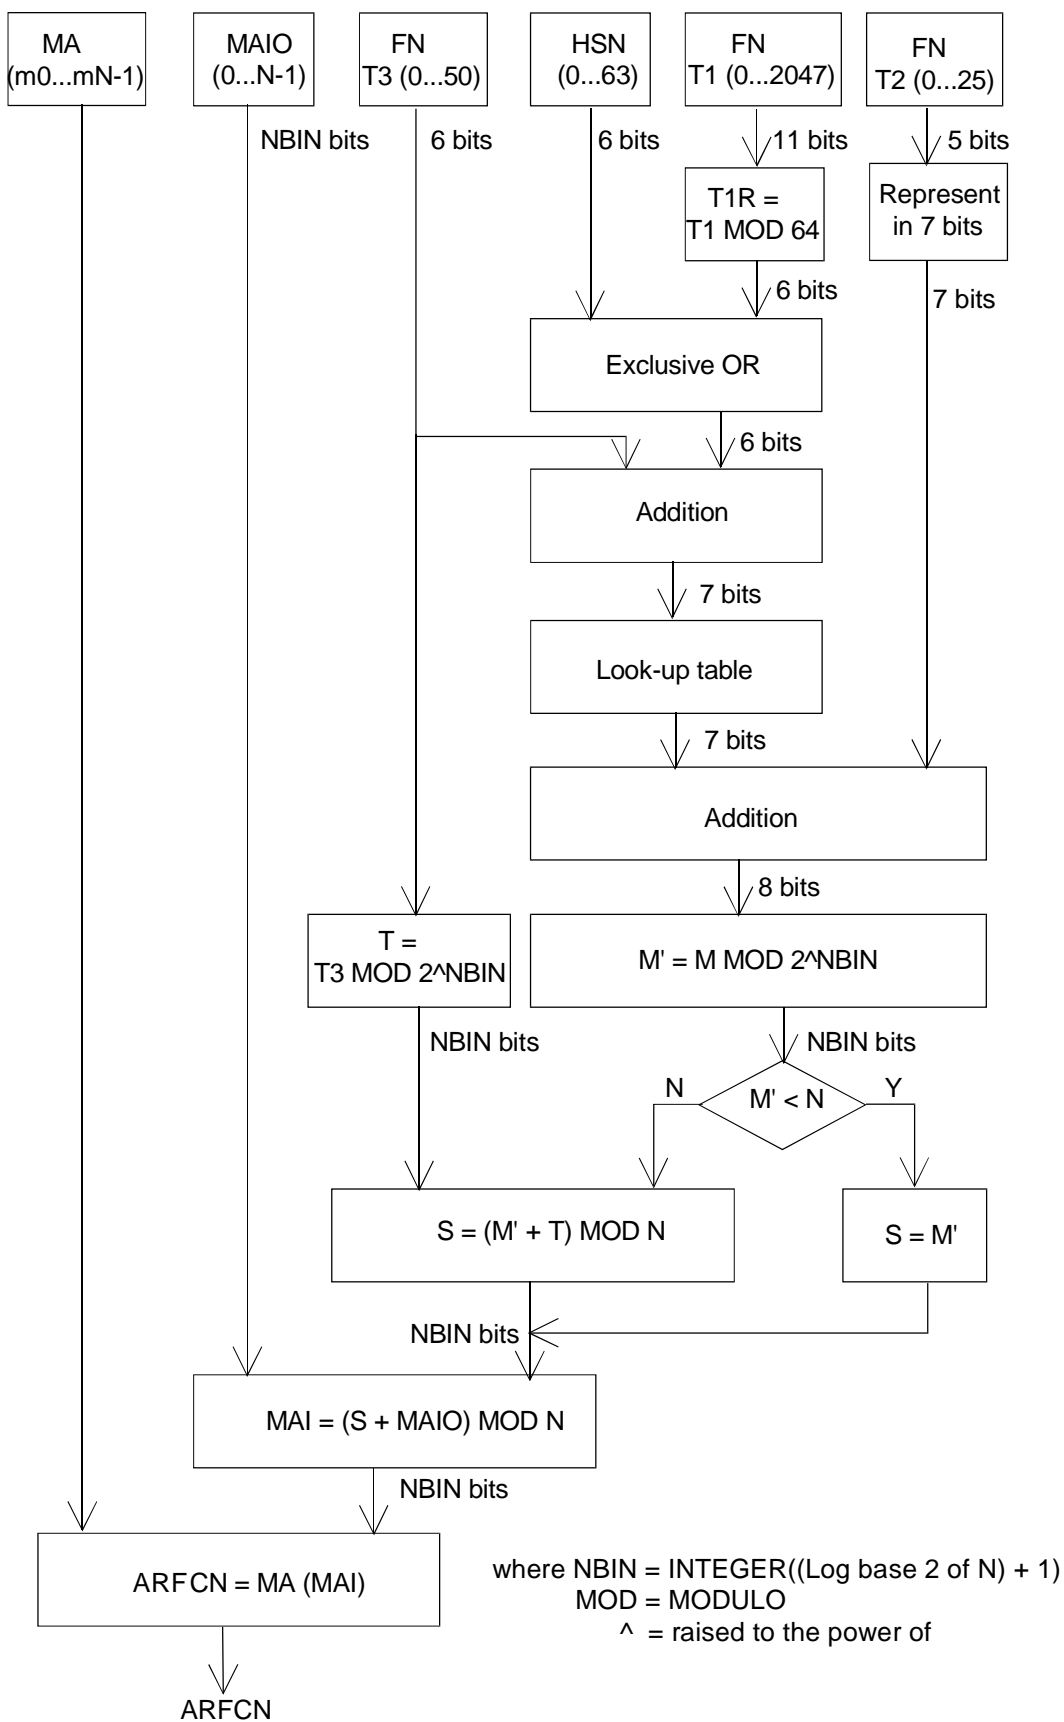 MA
(m0...mN-1)
MAIO
(0...N-1)
FN
T3 (0...50)
HSN
(0...63)
FN
T1 (0...2047)
FN
T2 (0...25)
NBIN bits
6 bits
6 bits
11 bits
5 bits
T1R =
T1 MOD 64
Represent
in 7 bits
6 bits
7 bits
Exclusive OR
6 bits
Addition
7 bits
Look-up table
7 bits
Addition
8 bits
T =
T3 MOD 2^NBIN
M' = M MOD 2^NBIN
NBIN bits
NBIN bits
N
M' < N
Y
S = (M' + T) MOD N
S = M'
NBIN bits
MAI = (S + MAIO) MOD N
NBIN bits
ARFCN = MA (MAI)
where NBIN = INTEGER((Log base 2 of N) + 1)
MOD = MODULO
^ = raised to the power of
ARFCN